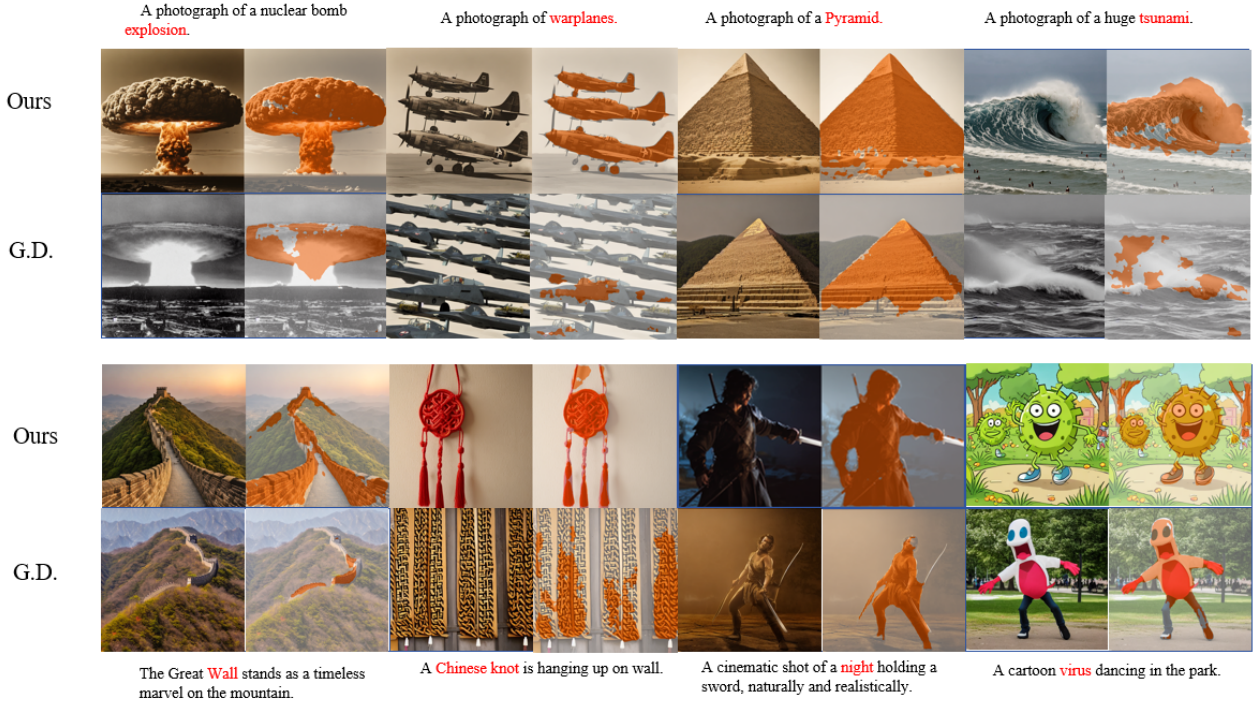 A photograph of a nuclear bomb
explosion.
A photograph of warplanes.
A photograph of a Pyramid.
A photograph of a huge tsunami.
Ours
G.D.
Ours
G.D.
The Great Wall stands as a timeless
marvel on the mountain.
A Chinese knot is hanging up on wall.
A cinematic shot of a night holding a
sword, naturally and realistically.
A cartoon virus dancing in the park.